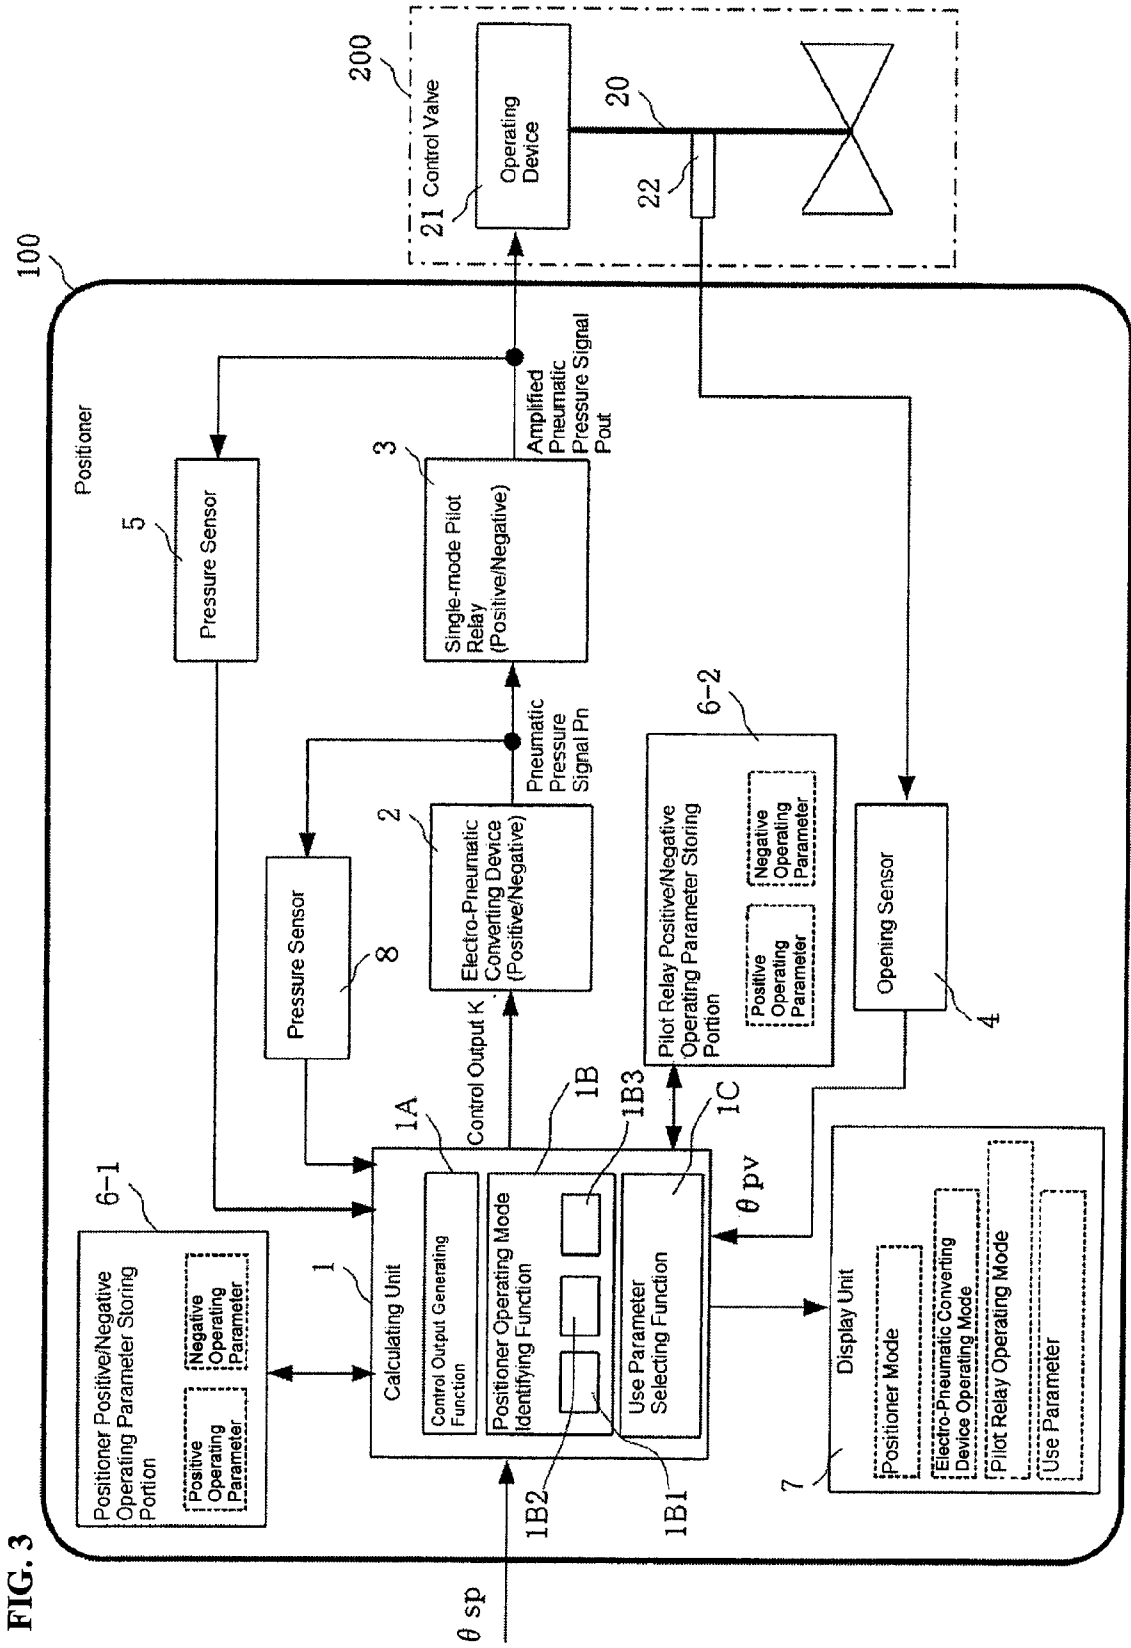 FIG. 3
100
Positioner
200
Control Valve
21
Operating
Device
20
22
5
Pressure Sensor
Pressure Sensor
8
3
Single-mode Pilot
Relay
(Positive/Negative)
Amplified
Pneumatic
Pressure Signal
Pout
2
Electro-Pneumatic
Converting Device
(Positive/Negative)
Pneumatic
Pressure
Signal Pn
6-1
Positioner Positive/Negative
Operating Parameter Storing
Portion
Positive
Operating
Parameter
Negative
Operating
Parameter
1
Calculating Unit
1A
Control Output Generating
Function
Control Output K
1B
Positioner Operating Mode
Identifying Function
1B1
1B2
1B3
1C
Use Parameter
Selecting Function
θ sp
θ pv
6-2
Pilot Relay Positive/Negative
Operating Parameter Storing
Portion
Positive
Operating
Parameter
Negative
Operating
Parameter
Opening Sensor
4
7
Display Unit
Positioner Mode
Electro-Pneumatic Converting
Device Operating Mode
Pilot Relay Operating Mode
Use Parameter